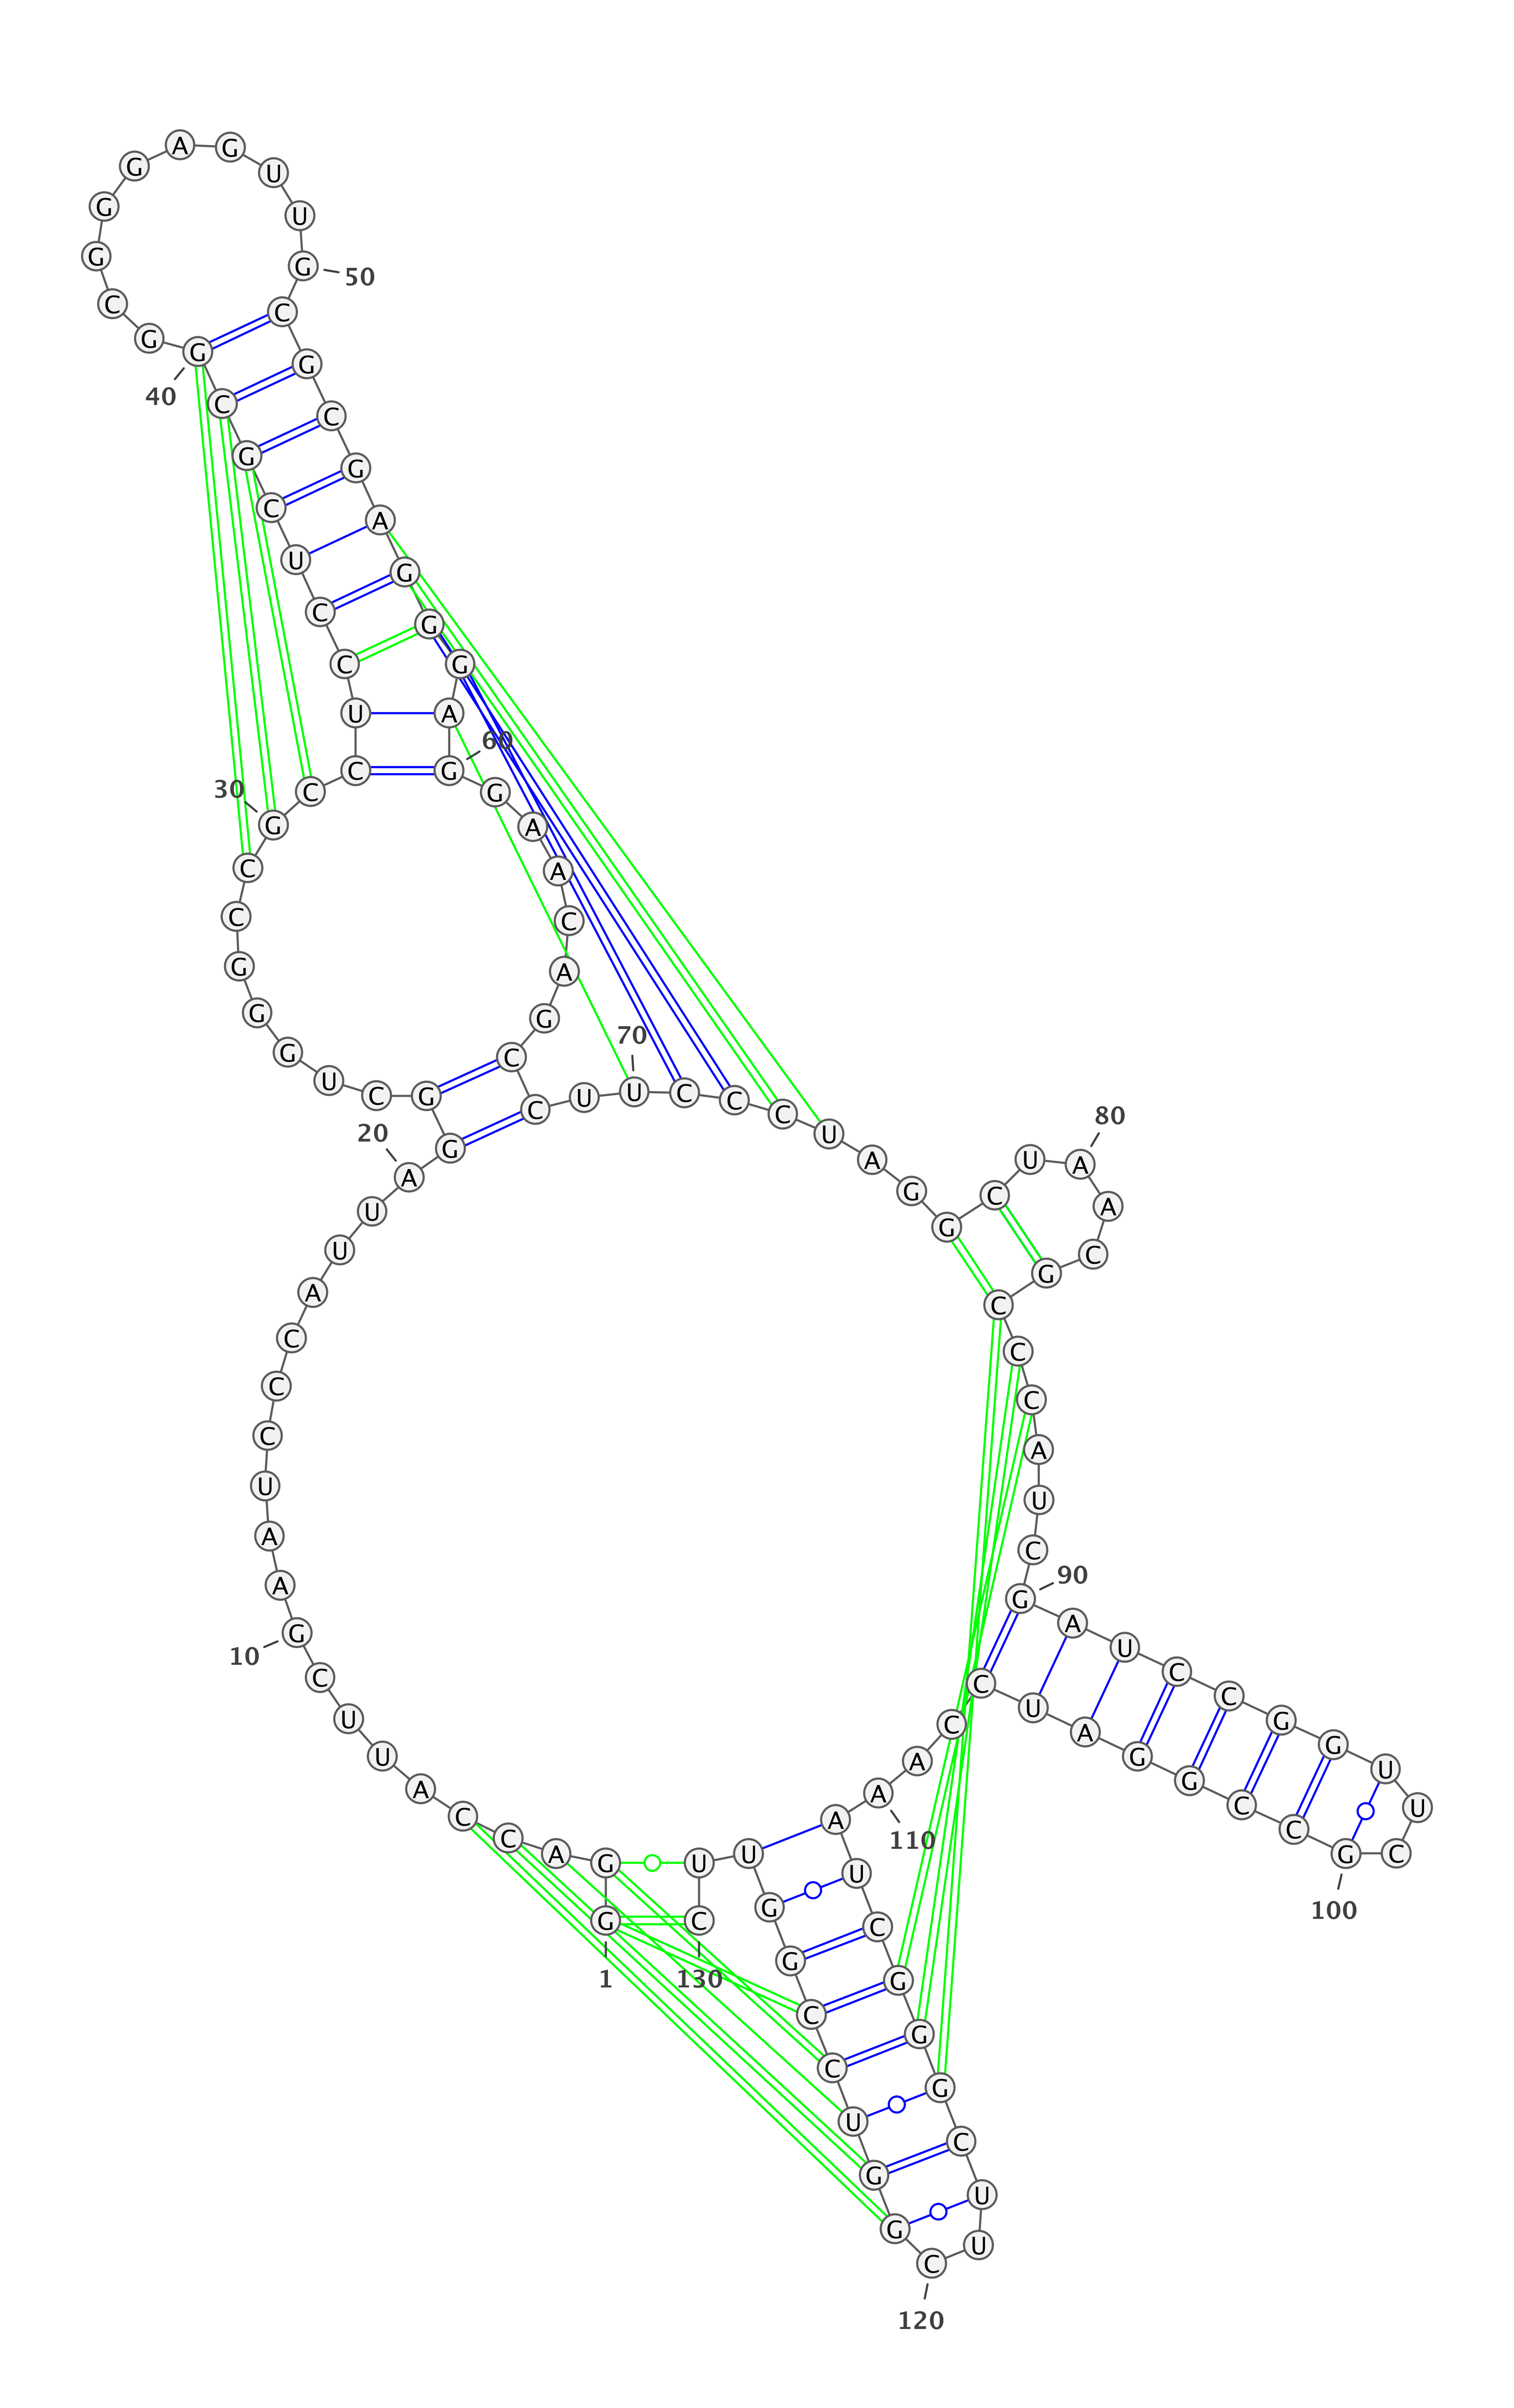 1
G G A C C A U U C G
10
A A U C C C A U U A
20
G G C U G G G C C G
30
C C U C C U C G C G
40
G C G G G A G U U G
50
C G C G A G G G A G
60
G A A C A G C C U U
70
C C C U A G G C U A
80
A C G C C C A U C G
90
A U C C G G U U C G
100
C C G G A U C C A A
110
A U C G G G C U U C
120
G G U C C G G U U C
130